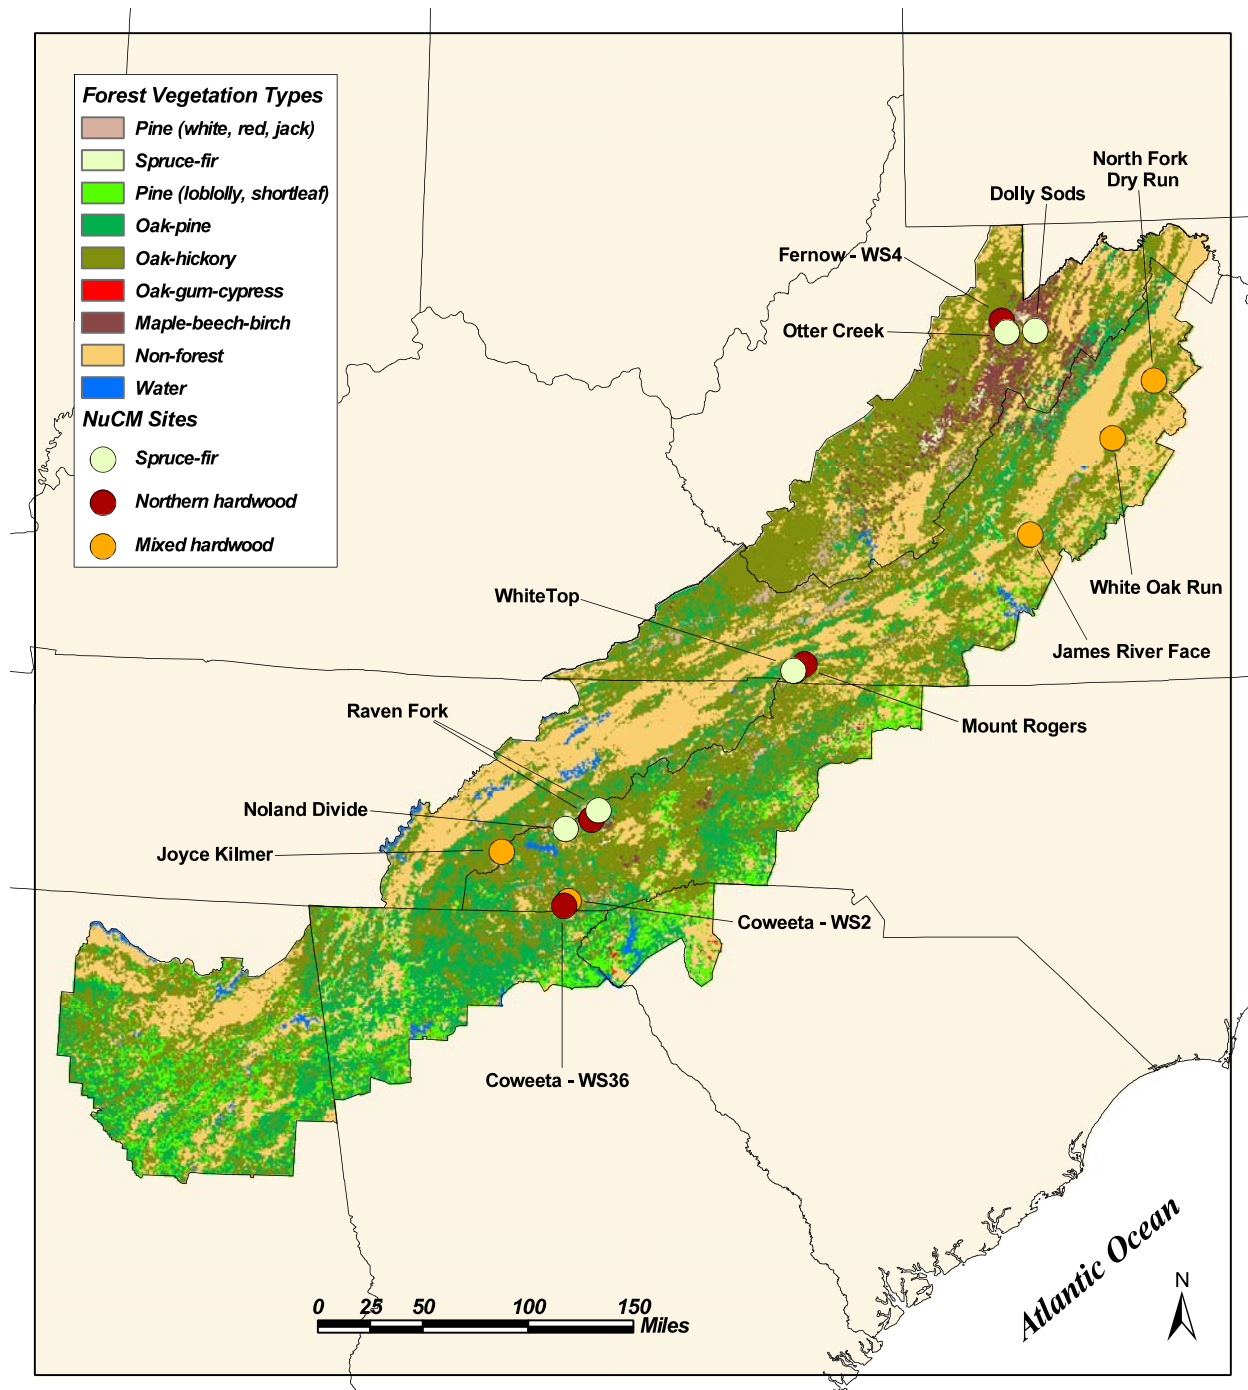 Forest Vegetation Types
Pine (white, red, jack)
Spruce-fir
Pine (loblolly, shortleaf)
Oak-pine
Oak-hickory
Oak-gum-cypress
Maple-beech-birch
Non-forest
Water
NuCM Sites
Spruce-fir
Northern hardwood
Mixed hardwood
North Fork
Dry Run
Dolly Sods
Fernow - WS4
Otter Creek
White Oak Run
WhiteTop
James River Face
Raven Fork
Mount Rogers
Noland Divide
Joyce Kilmer
Coweeta - WS2
Coweeta - WS36
Atlantic Ocean
N
0 25 50 100 150
Miles